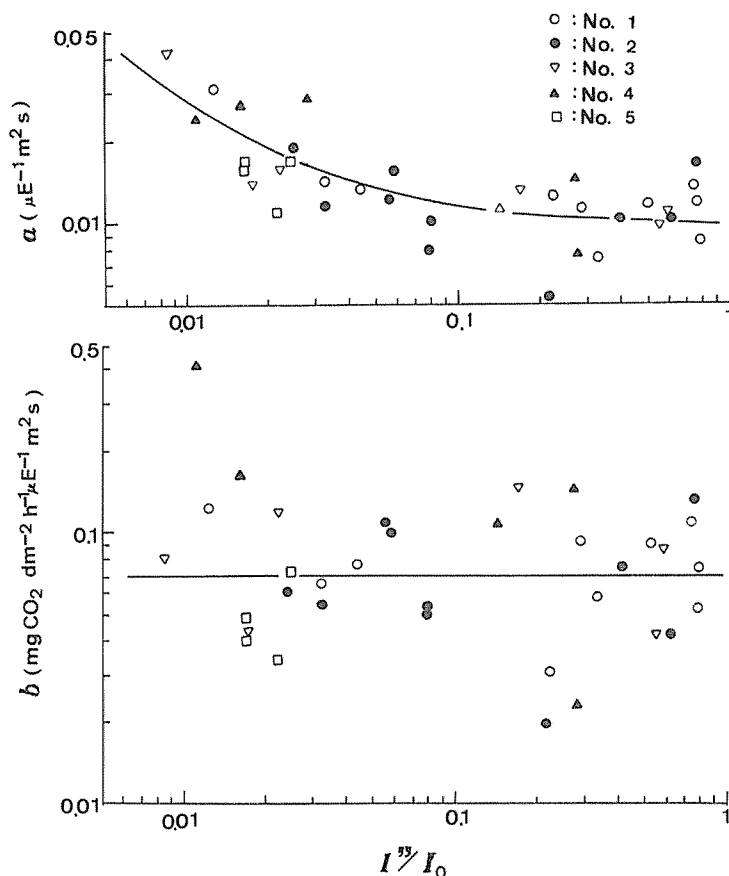 ○ : No. 1
● : No. 2
▽ : No. 3
▲ : No. 4
□ : No. 5
0.05
0.01
a ( μE⁻¹ m² s)
0.01
0.1
1
0.5
0.1
0.01
b (mg CO₂ dm⁻² h⁻¹ μE⁻¹ m² s)
0.01
0.1
1
I'''/I₀